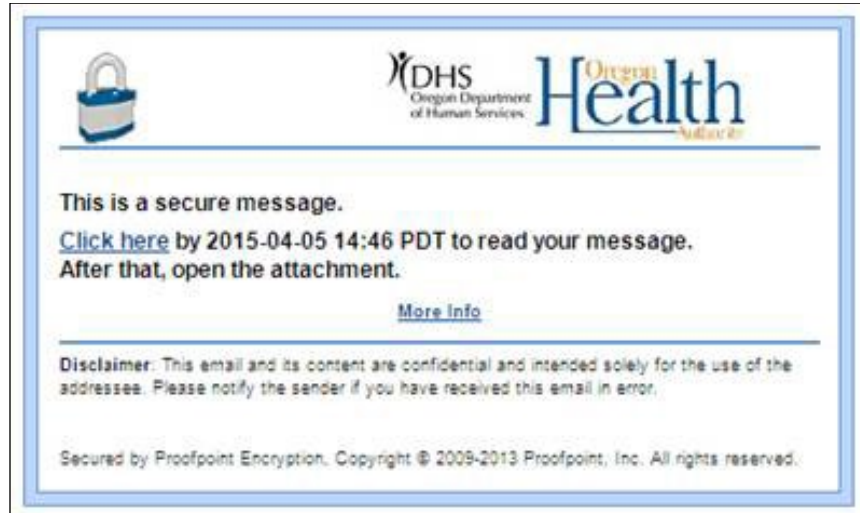 DHS
Oregon Department
of Human Services
Oregon
Health
Authority
This is a secure message.
Click here by 2015-04-05 14:46 PDT to read your message.
After that, open the attachment.
More Info
Disclaimer: This email and its content are confidential and intended solely for the use of the
addressee. Please notify the sender if you have received this email in error.
Secured by Proofpoint Encryption, Copyright © 2009-2013 Proofpoint, Inc. All rights reserved.